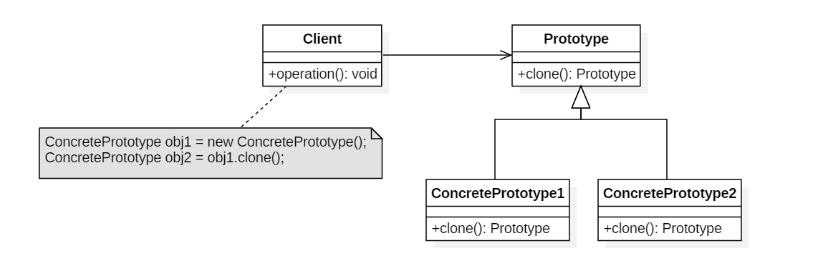 Client
+operation(): void
Prototype
+clone(): Prototype
ConcretePrototype obj1 = new ConcretePrototype();
ConcretePrototype obj2 = obj1.clone();
ConcretePrototype1
+clone(): Prototype
ConcretePrototype2
+clone(): Prototype